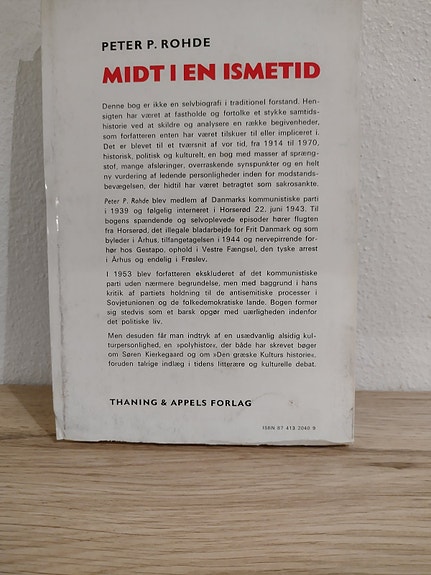 PETER P. ROHDE
MIDT I EN ISMETID
Denne bog er ikke en selvbiografi i traditionel forstand. Hen-
sigten har været at fastholde og fortolke et stykke samtids-
historie ved at skildre og analysere en række begivenheder,
som forfatteren enten har været tilskuer til eller impliceret i.
Det er blevet til et tværsnit af vor tid, fra 1914 til 1970,
historisk, politisk og kulturelt, en bog med masser af spræng-
stof, mange afsløringer, overraskende synspunkter og en helt
ny vurdering af ledende personligheder inden for modstands-
bevægelsen, der hidtil har været betragtet som sakrosankte.
Peter P. Rohde blev medlem af Danmarks kommunistiske parti
i 1939 og følgelig interneret i Horserød 22. juni 1943. Til
bogens spændende og selvoplevede episoder hører flugten
fra Horserød, det illegale bladarbejde for Frit Danmark og som
byleder i Århus, tilfangetagelsen i 1944 og nervepirrende for-
hør hos Gestapo, ophold i Vestre Fængsel, den tyske arrest
i Århus og endelig i Frøslev.
I 1953 blev forfatteren ekskluderet af det kommunistiske
parti uden nærmere begrundelse, men med baggrund i hans
kritik af partiets holdning til de antisemitiske processer i
Sovjetunionen og de folkedemokratiske lande. Bogen former
sig stedvis som et barsk opgør med uærligheden indenfor
det politiske liv.
Men desuden får man indtryk af en usædvanlig alsidig kul-
turpersonlighed, en »polyhistor«, der både har skrevet bøger
om Søren Kierkegaard og om »Den græske Kulturs historie«,
foruden talrige indlæg i tidens litterære og kulturelle debat.
THANING & APPELS FORLAG
ISBN 87 413 2040 9